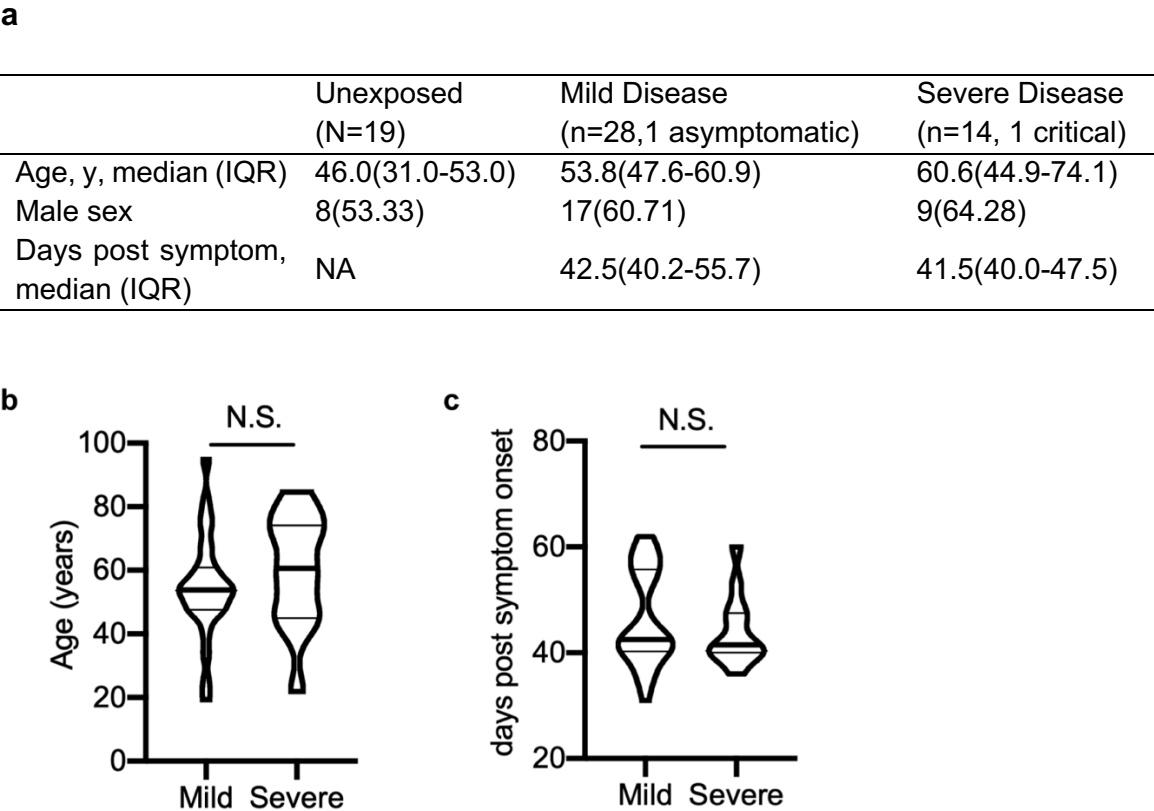 a
Unexposed (N=19)
Mild Disease (n=28,1 asymptomatic)
Severe Disease (n=14, 1 critical)
Age, y, median (IQR) 46.0(31.0-53.0) 53.8(47.6-60.9) 60.6(44.9-74.1)
Male sex 8(53.33) 17(60.71) 9(64.28)
Days post symptom, median (IQR) NA 42.5(40.2-55.7) 41.5(40.0-47.5)
b
N.S.
Age (years)
100
80
60
40
20
0
Mild Severe
c
N.S.
days post symptom onset
80
60
40
20
Mild Severe